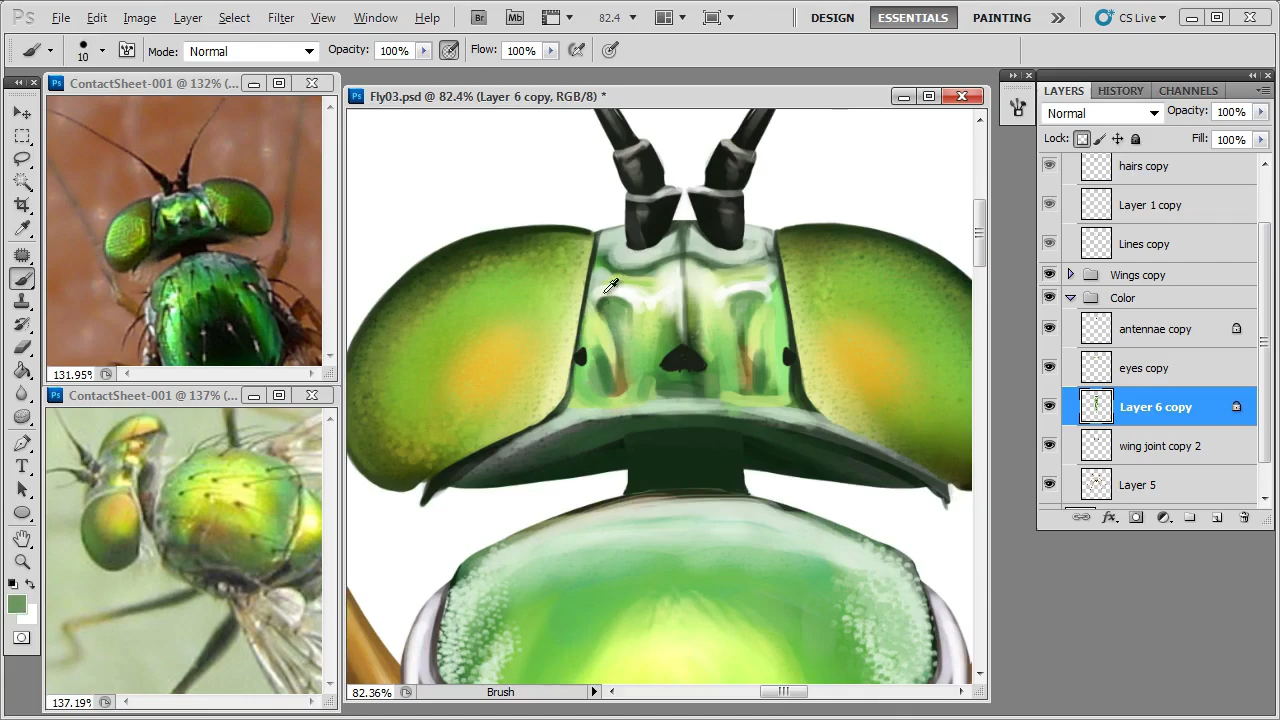 Ps File Edit Image Layer Select Filter View Window Help Br Mb 82.4 DESIGN ESSENTIALS PAINTING CS Live
10 Mode: Normal Opacity: 100% Flow: 100%
Ps ContactSheet-001 @ 132% (...
Ps Fly03.psd @ 82.4% (Layer 6 copy, RGB/8) *
LAYERS HISTORY CHANNELS
Normal Opacity: 100%
Lock: Fill: 100%
hairs copy
Layer 1 copy
Lines copy
Wings copy
Color
antennae copy
eyes copy
Layer 6 copy
wing joint copy 2
Layer 5
fx
131.95%
Ps ContactSheet-001 @ 137% (...
T
137.19%
82.36% Brush